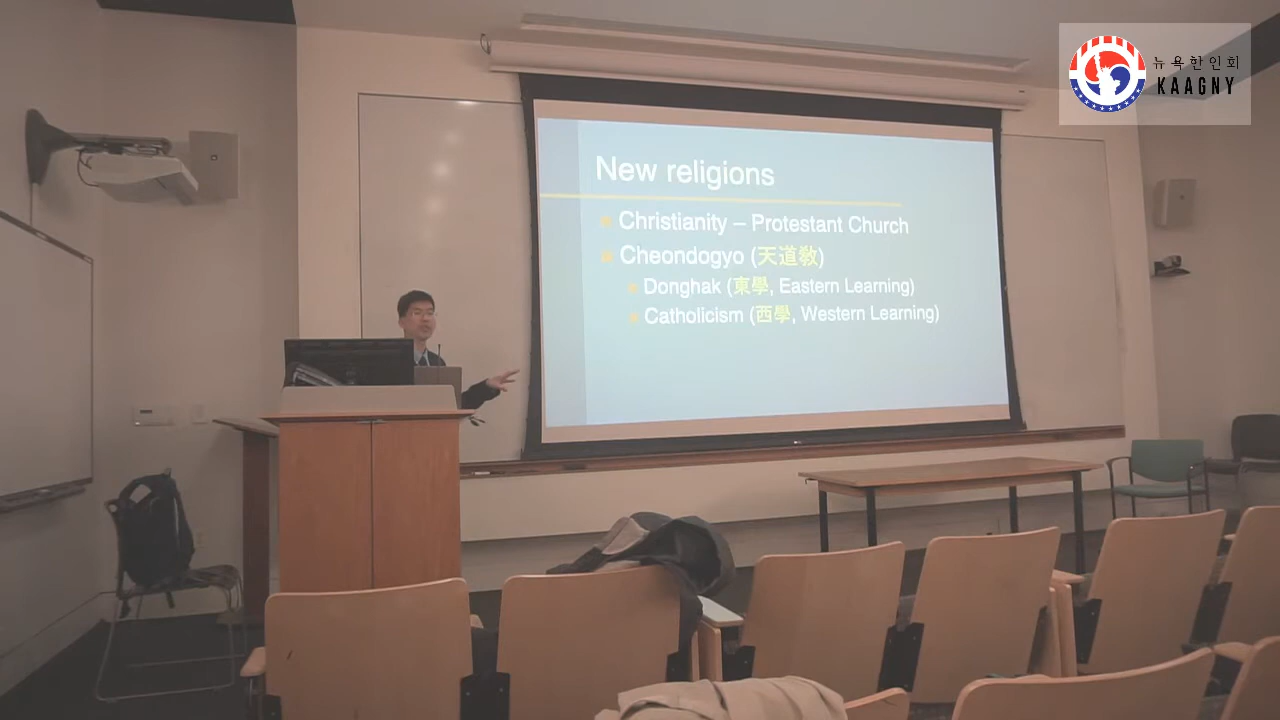 뉴욕한인회
KAAGNY
New religions
Christianity – Protestant Church
Cheondogyo (天道敎)
Donghak (東學, Eastern Learning)
Catholicism (西學, Western Learning)